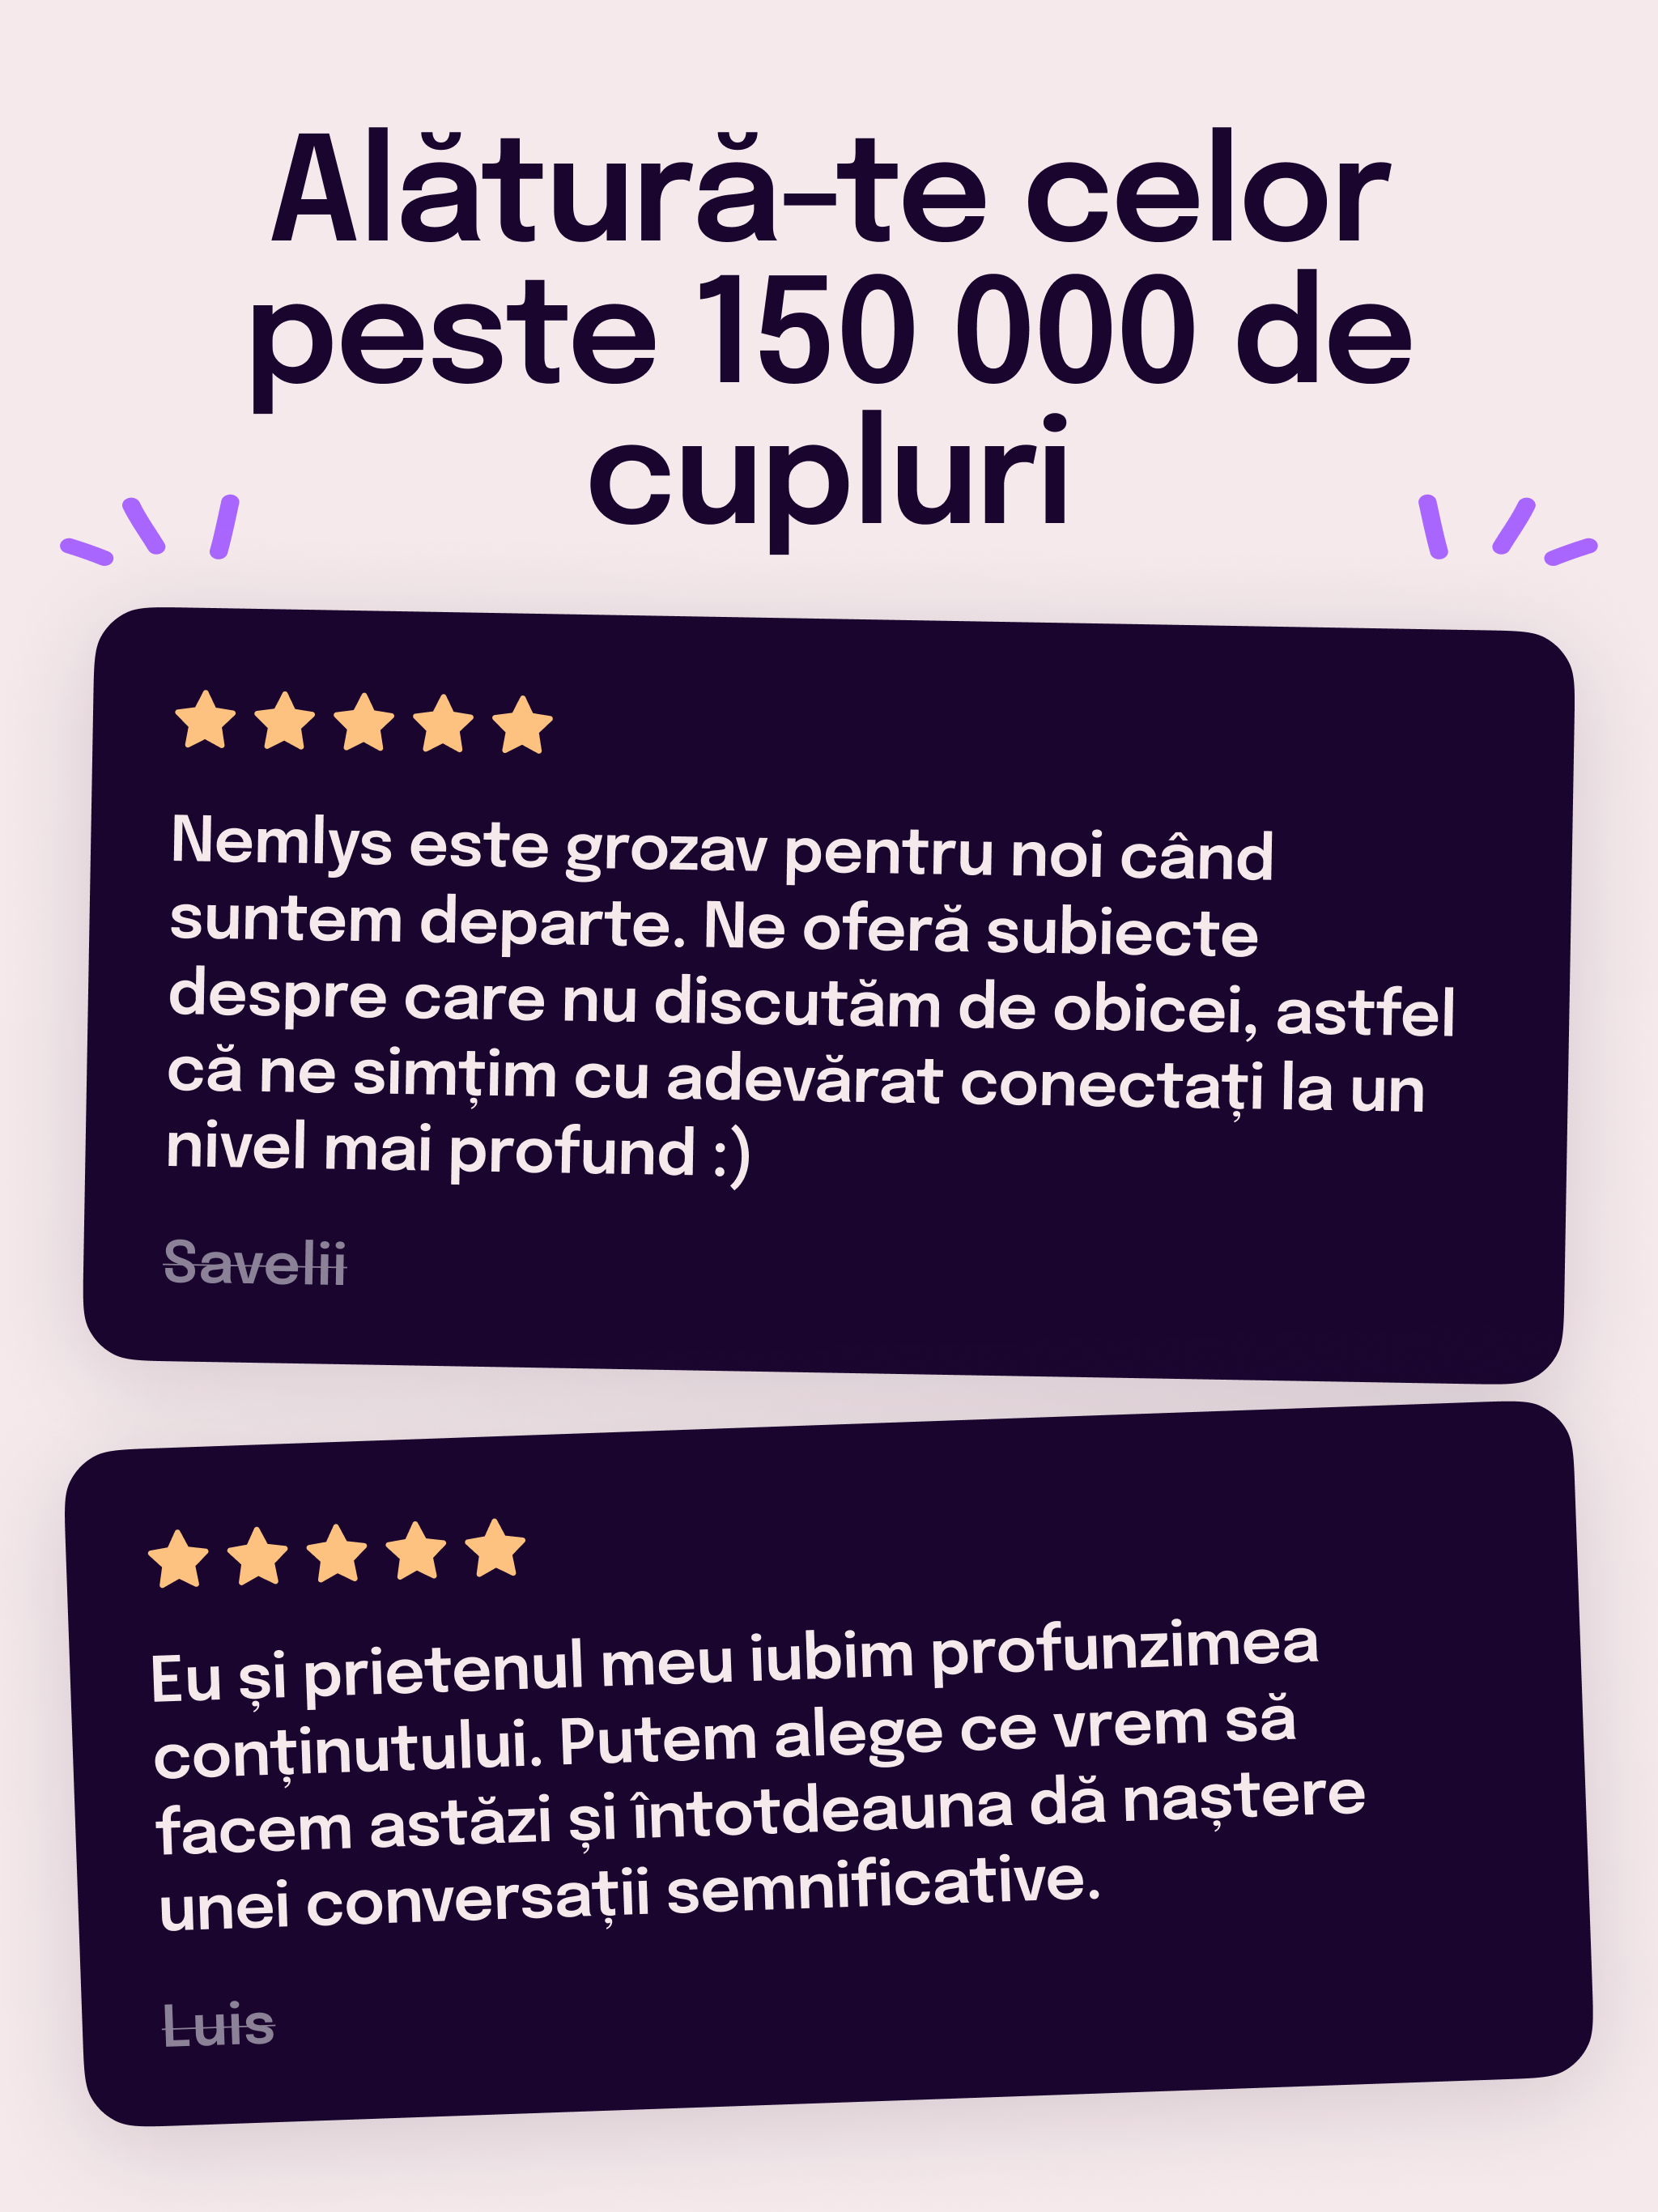 Alătură-te celor
peste 150 000 de
cupluri
Nemlys este grozav pentru noi când
suntem departe. Ne oferă subiecte
despre care nu discutăm de obicei, astfel
că ne simțim cu adevărat conectați la un
nivel mai profund :)
Savelii
Eu și prietenul meu iubim profunzimea
conținutului. Putem alege ce vrem să
facem astăzi și întotdeauna dă naștere
unei conversații semnificative.
Luis